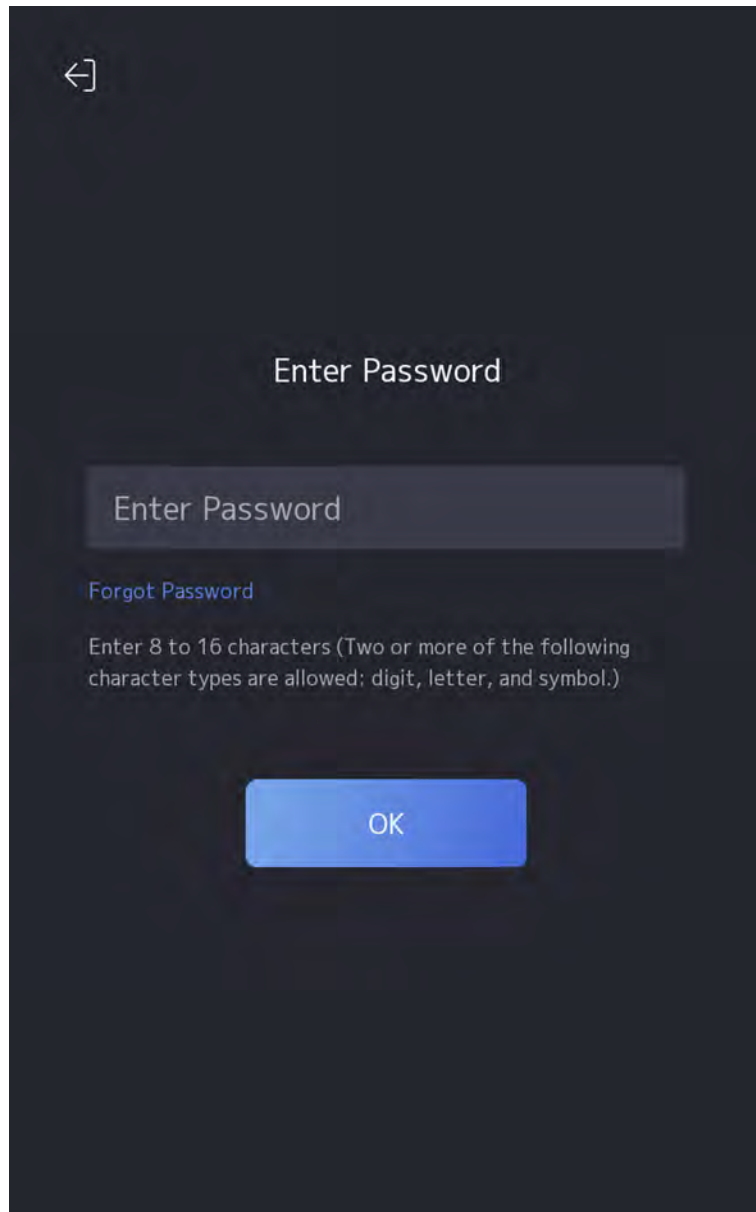 Enter Password
Enter Password
Forgot Password
Enter 8 to 16 characters (Two or more of the following
character types are allowed: digit, letter, and symbol.)
OK